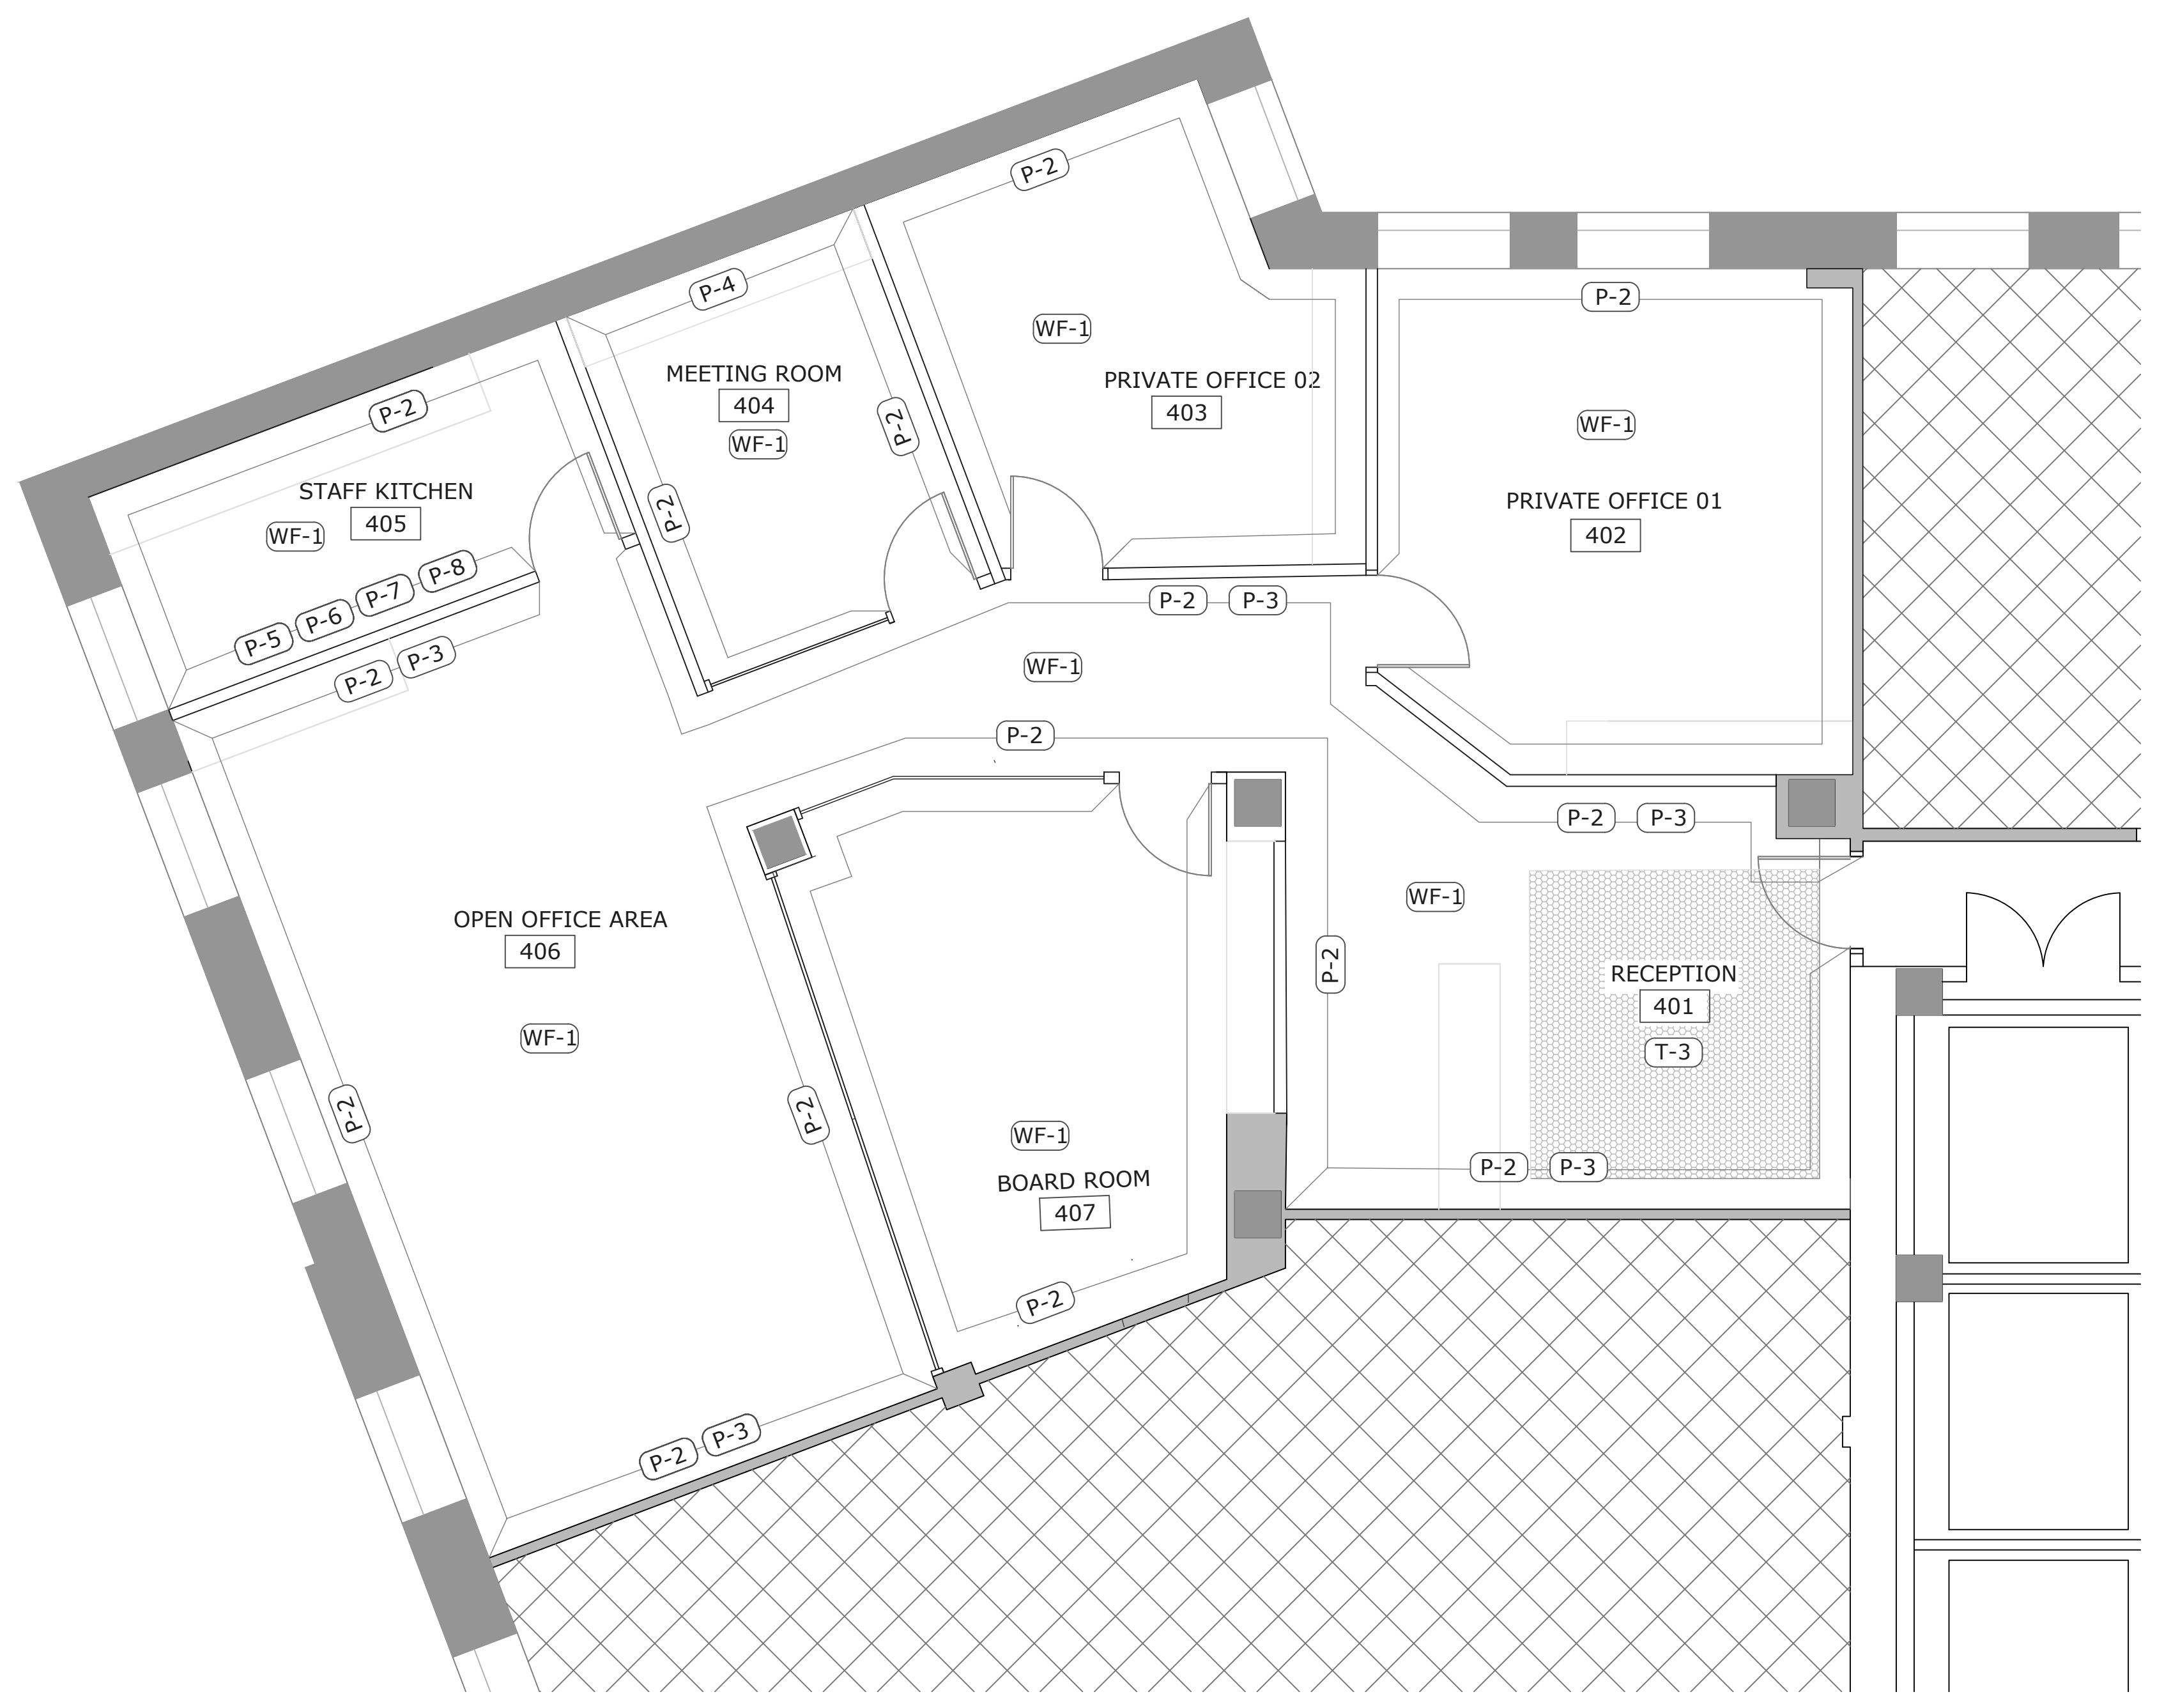 P-2
P-4
P-2
P-2
MEETING ROOM
404
WF-1
P-2
P-2
WF-1
PRIVATE OFFICE 02
403
WF-1
PRIVATE OFFICE 01
402
P-2
STAFF KITCHEN
405
WF-1
P-5 P-6 P-7 P-8
P-2 P-3
P-2 P-3
WF-1
P-2
P-2 P-3
WF-1
OPEN OFFICE AREA
406
WF-1
P-2
P-2
P-2
RECEPTION
401
T-3
WF-1
BOARD ROOM
407
P-2 P-3
P-2
P-2 P-3